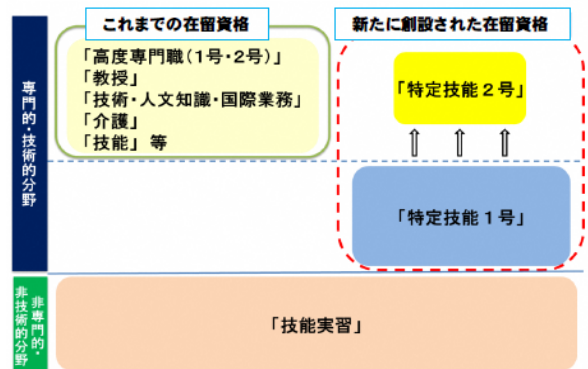 これまでの在留資格
新たに創設された在留資格
専門的・技術的分野
「高度専門職(1号・2号)」
「教授」
「技術・人文知識・国際業務」
「介護」
「技能」等
「特定技能2号」
「特定技能1号」
非専門的・
非技術的分野
「技能実習」